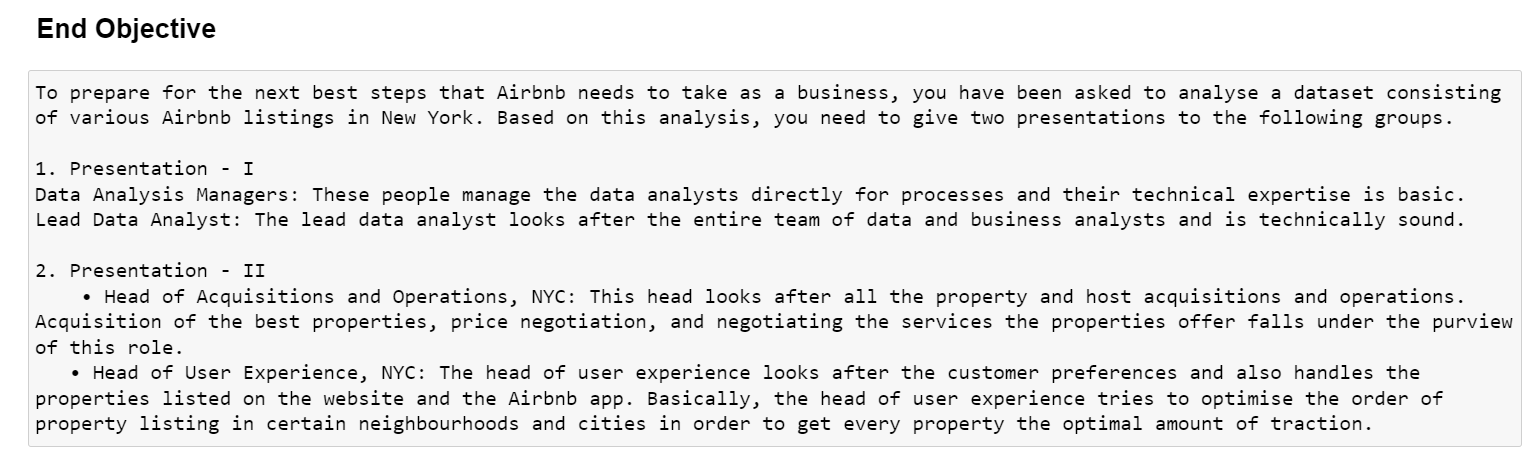 End Objective
To prepare for the next best steps that Airbnb needs to take as a business, you have been asked to analyse a dataset consisting
of various Airbnb listings in New York. Based on this analysis, you need to give two presentations to the following groups.
1. Presentation - I
Data Analysis Managers: These people manage the data analysts directly for processes and their technical expertise is basic.
Lead Data Analyst: The lead data analyst looks after the entire team of data and business analysts and is technically sound.
2. Presentation - II
• Head of Acquisitions and Operations, NYC: This head looks after all the property and host acquisitions and operations.
Acquisition of the best properties, price negotiation, and negotiating the services the properties offer falls under the purview
of this role.
• Head of User Experience, NYC: The head of user experience looks after the customer preferences and also handles the
properties listed on the website and the Airbnb app. Basically, the head of user experience tries to optimise the order of
property listing in certain neighbourhoods and cities in order to get every property the optimal amount of traction.